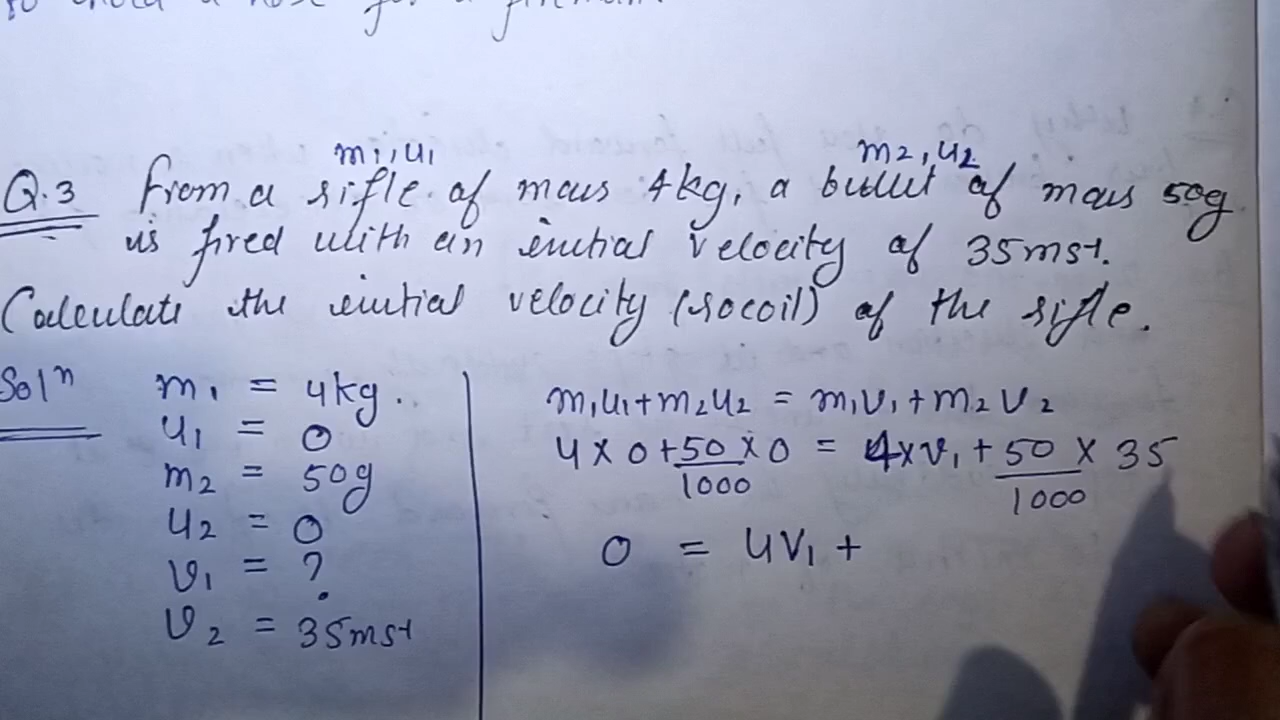 m1, u1
m2, u2
Q.3 From a rifle of mass 4kg, a bullet of mass 50g
is fired with an initial velocity of 35ms-1.
Calculate the initial velocity (recoil) of the rifle.
Solⁿ
m1 = 4kg.
u1 = 0
m2 = 50g
u2 = 0
v1 = ?
v2 = 35ms-1
m1u1 + m2u2 = m1v1 + m2v2
4 × 0 + 50/1000 × 0 = 4 × v1 + 50/1000 × 35
0 = 4v1 +